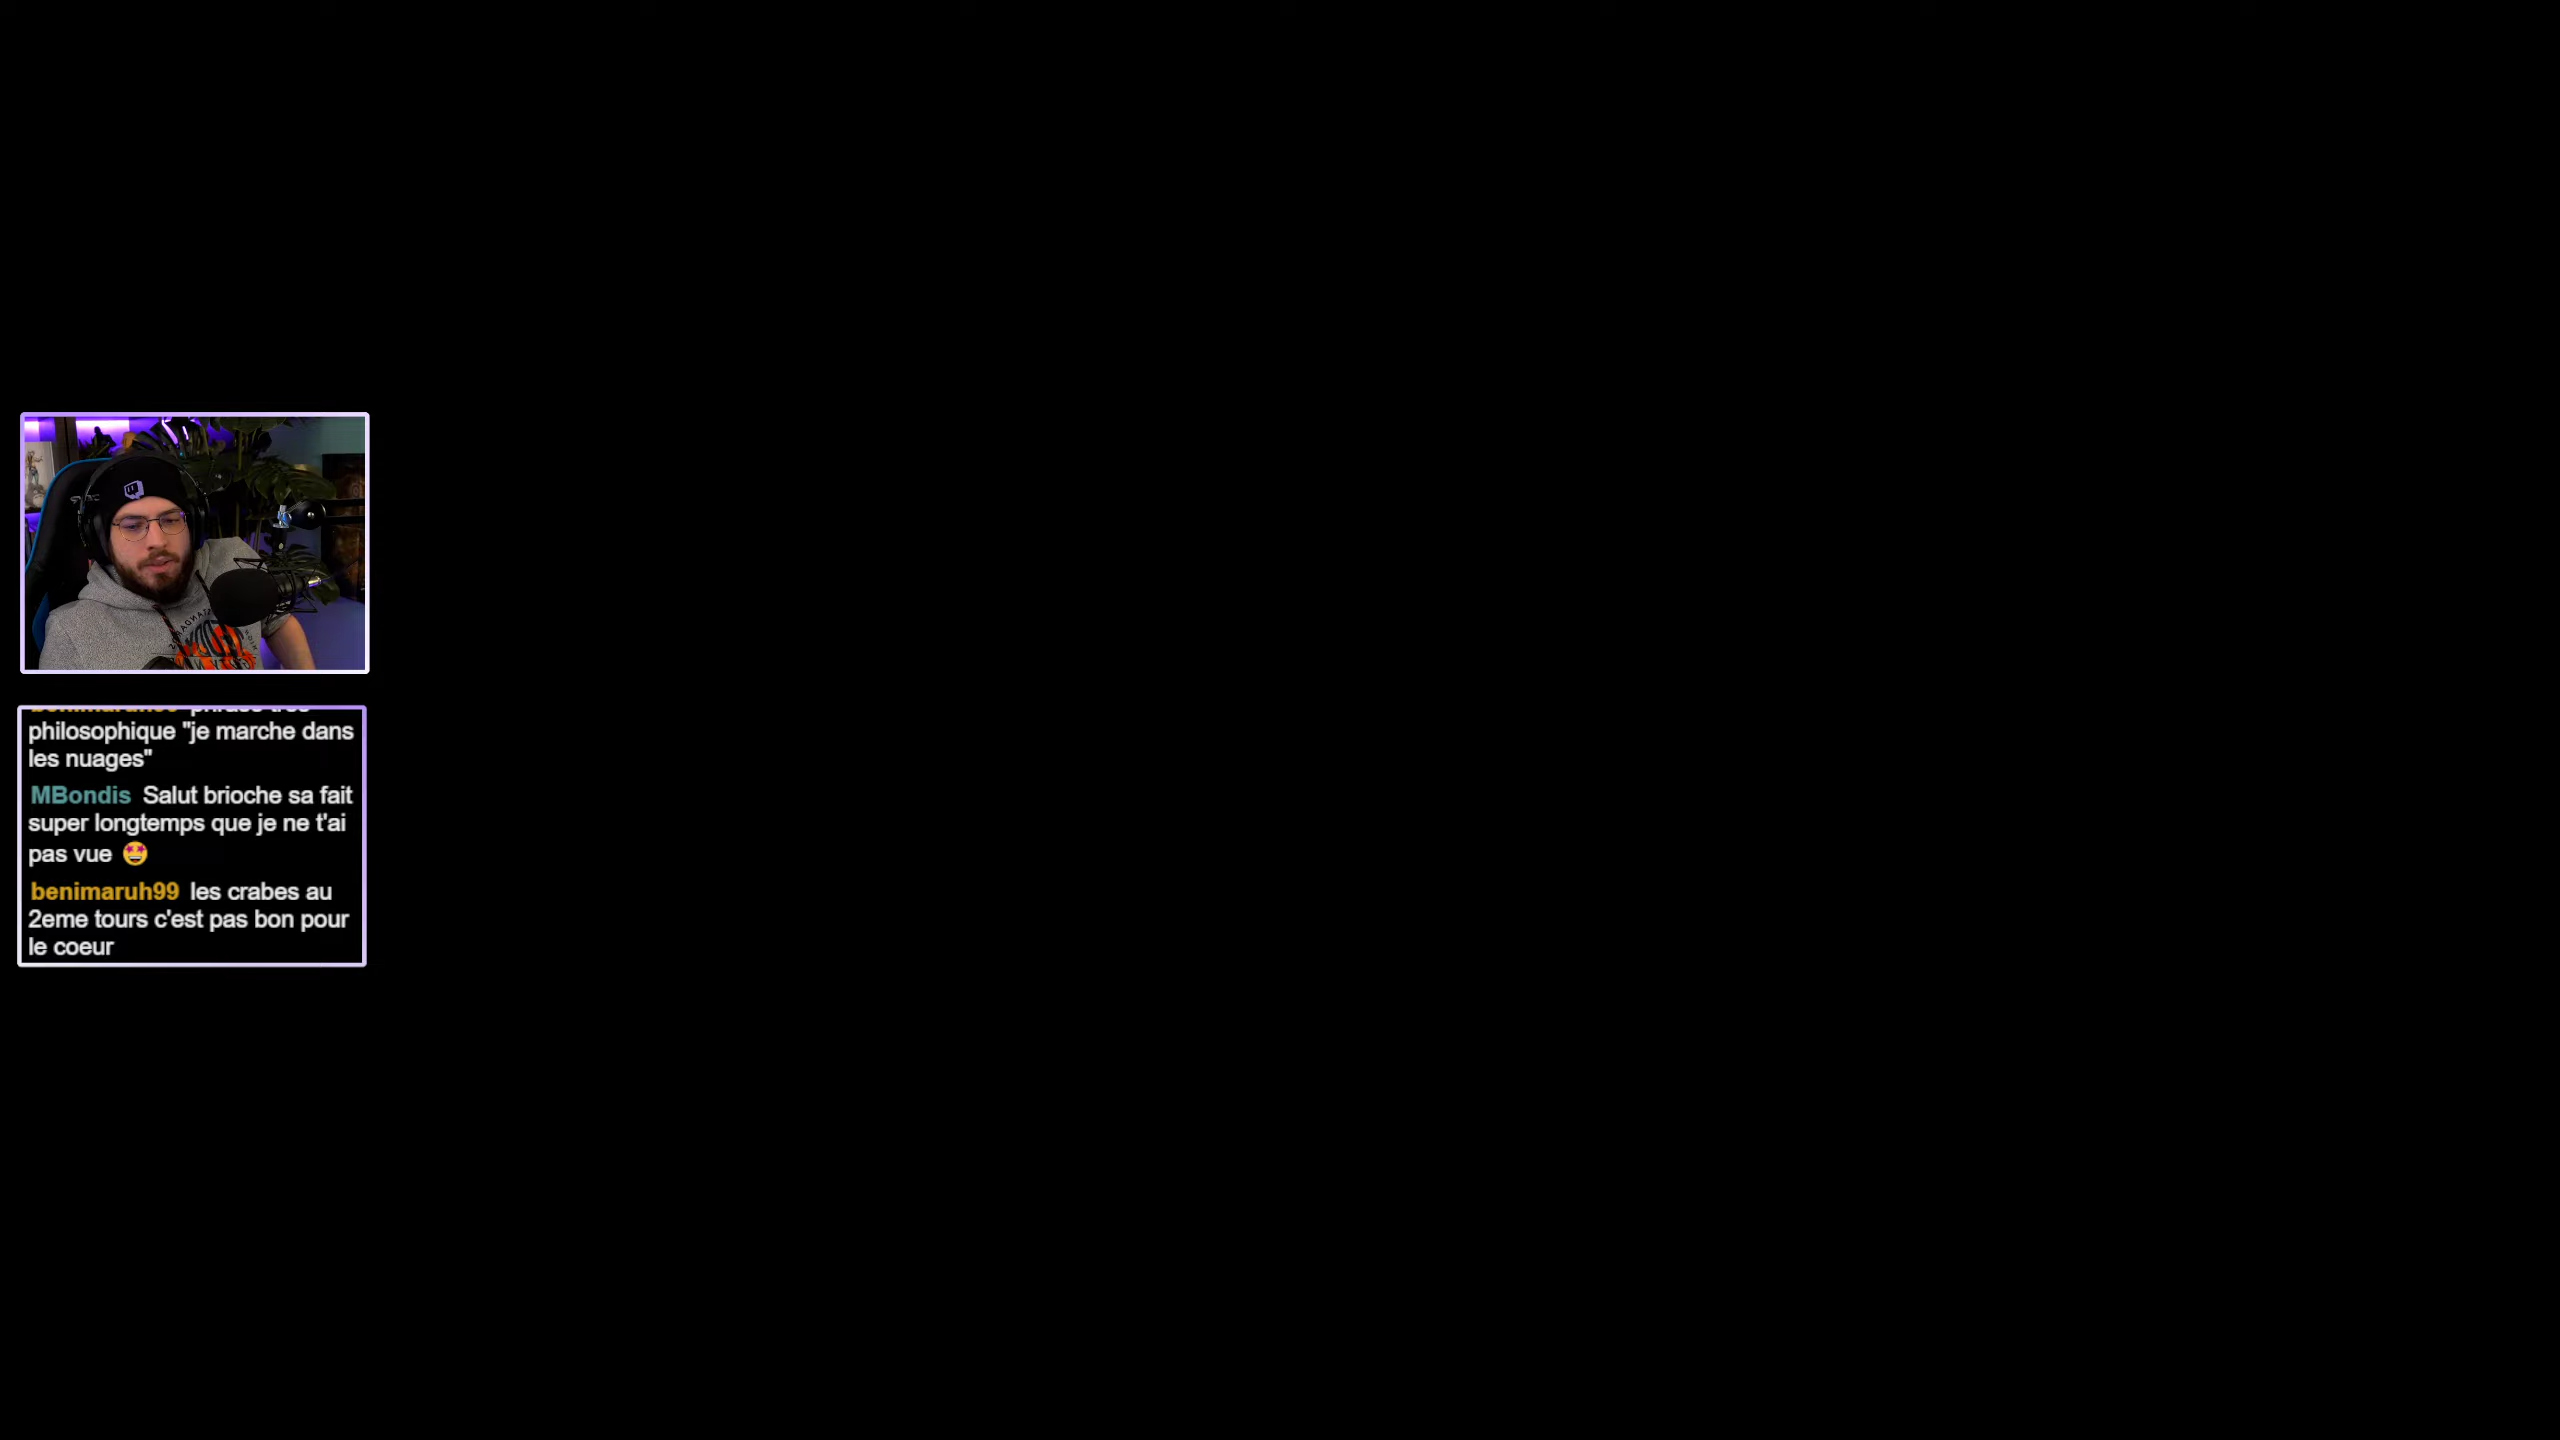 philosophique "je marche dans
les nuages"
MBondis Salut brioche sa fait
super longtemps que je ne t'ai
pas vue
benimaruh99 les crabes au
2eme tours c'est pas bon pour
le coeur